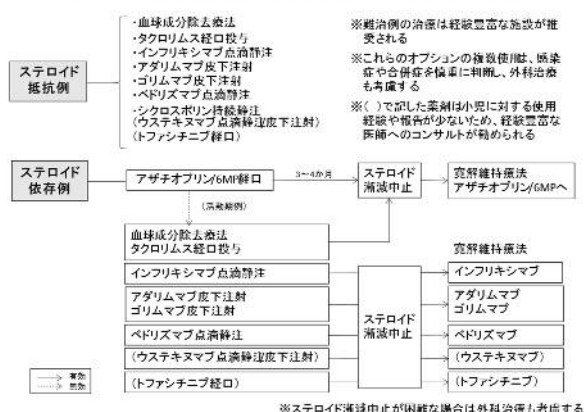 ステロイド
抵抗例
・血球成分除去療法
・タクロリムス経口投与
・インフリキシマブ点滴静注
・アダリムマブ皮下注射
・ゴリムマブ皮下注射
・ベドリズマブ点滴静注
・シクロスポリン持続静注
(ウステキヌマブ点滴静注/皮下注射)
(トファシチニブ経口)
※難治例の治療は経験豊富な施設が推
奨される
※これらのオプションの複数使用は、感染
症や合併症を慎重に判断し、外科治療
も考慮する
※( )で記した薬剤は小児に対する使用
経験や報告が少ないため、経験豊富な
医師へのコンサルトが勧められる
ステロイド
依存例
アザチオプリン/6MP経口
3～4か月
ステロイド
漸減中止
寛解維持療法
アザチオプリン/6MPへ
(活動期例)
血球成分除去療法
タクロリムス経口投与
寛解維持療法
インフリキシマブ点滴静注
インフリキシマブ
アダリムマブ皮下注射
ゴリムマブ皮下注射
ステロイド
漸減中止
アダリムマブ
ゴリムマブ
ベドリズマブ点滴静注
ベドリズマブ
(ウステキヌマブ点滴静注/皮下注射)
(ウステキヌマブ)
(トファシチニブ経口)
(トファシチニブ)
有効
無効
※ステロイド漸減中止が困難な場合は外科治療も考慮する